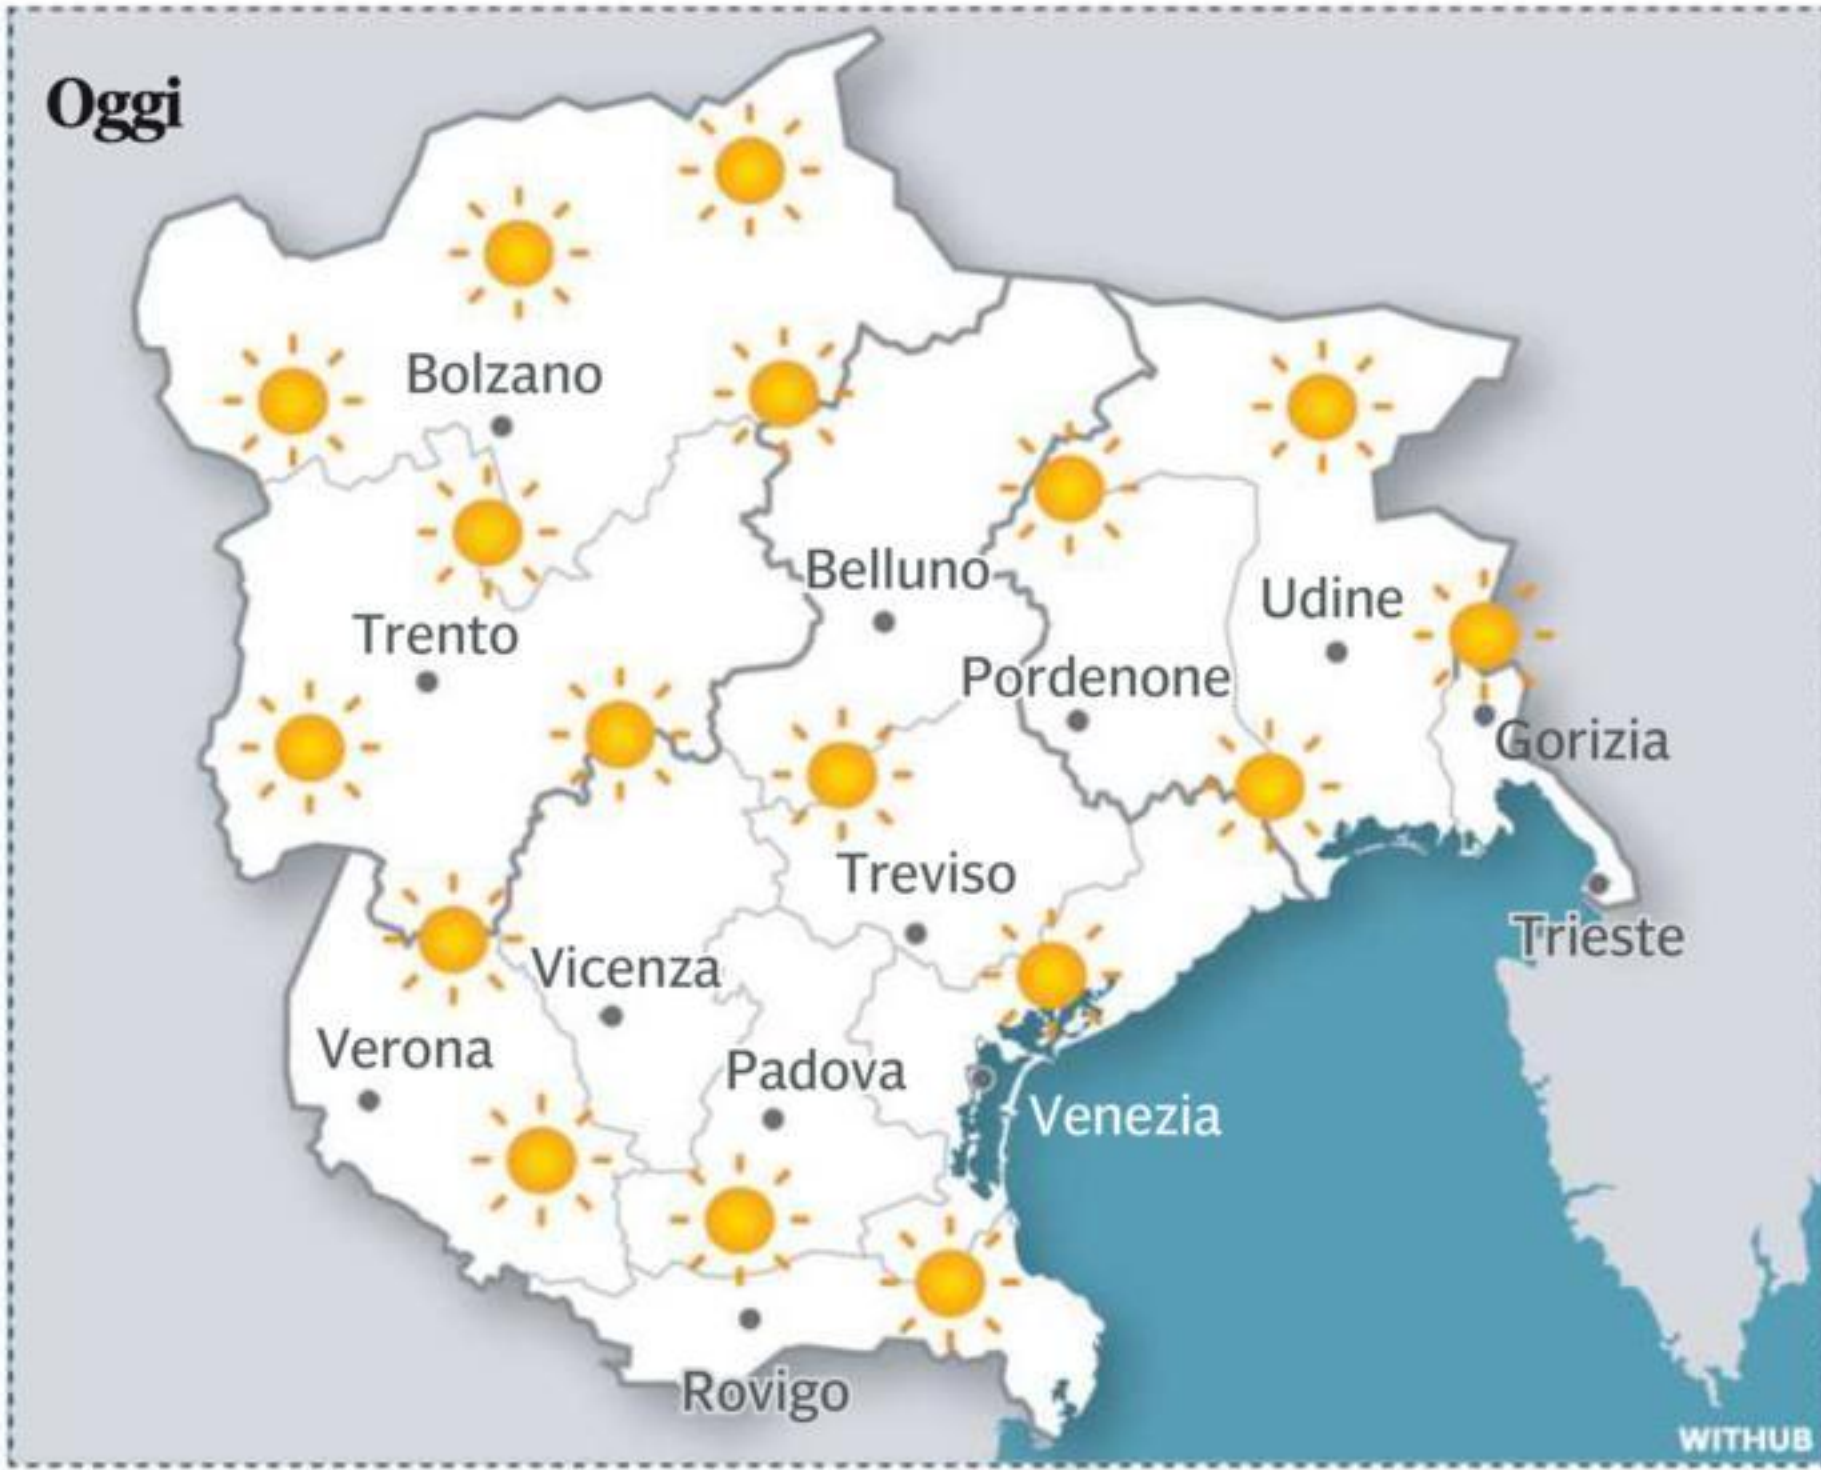 Oggi
Bolzano
Belluno
Udine
Trento
Pordenone
Gorizia
Treviso
Trieste
Vicenza
Verona
Padova
Venezia
Rovigo
WITHUB